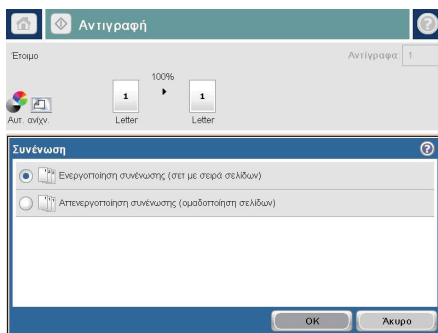 Αντιγραφή
Έτοιμο
Αντίγραφα: 1
100%
1
1
Αυτ. ανίχν.
Letter
Letter
Συνένωση
Ενεργοποίηση συνένωσης (σετ με σειρά σελίδων)
Απενεργοποίηση συνένωσης (ομαδοποίηση σελίδων)
OK
Άκυρο